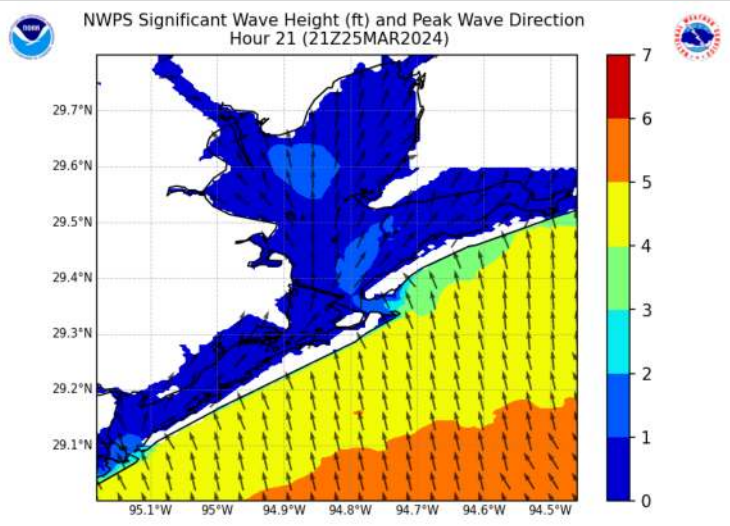 NWPS Significant Wave Height (ft) and Peak Wave Direction
Hour 21 (21Z25MAR2024)
NOAA
7
29.7°N
6
29.6°N
5
29.5°N
4
29.4°N
3
29.3°N
2
29.2°N
1
29.1°N
0
95.1°W 95°W 94.9°W 94.8°W 94.7°W 94.6°W 94.5°W